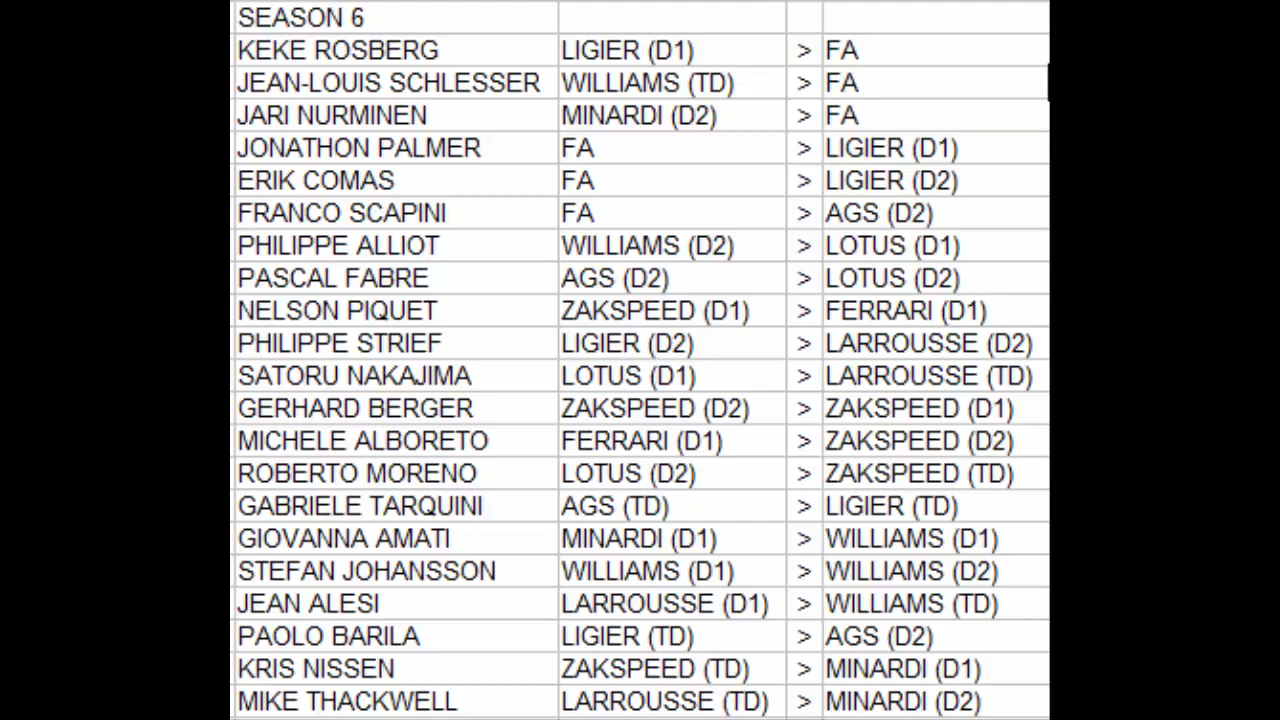 SEASON 6
KEKE ROSBERG LIGIER (D1) > FA
JEAN-LOUIS SCHLESSER WILLIAMS (TD) > FA
JARI NURMINEN MINARDI (D2) > FA
JONATHON PALMER FA > LIGIER (D1)
ERIK COMAS FA > LIGIER (D2)
FRANCO SCAPINI FA > AGS (D2)
PHILIPPE ALLIOT WILLIAMS (D2) > LOTUS (D1)
PASCAL FABRE AGS (D2) > LOTUS (D2)
NELSON PIQUET ZAKSPEED (D1) > FERRARI (D1)
PHILIPPE STRIEF LIGIER (D2) > LARROUSSE (D2)
SATORU NAKAJIMA LOTUS (D1) > LARROUSSE (TD)
GERHARD BERGER ZAKSPEED (D2) > ZAKSPEED (D1)
MICHELE ALBORETO FERRARI (D1) > ZAKSPEED (D2)
ROBERTO MORENO LOTUS (D2) > ZAKSPEED (TD)
GABRIELE TARQUINI AGS (TD) > LIGIER (TD)
GIOVANNA AMATI MINARDI (D1) > WILLIAMS (D1)
STEFAN JOHANSSON WILLIAMS (D1) > WILLIAMS (D2)
JEAN ALESI LARROUSSE (D1) > WILLIAMS (TD)
PAOLO BARILA LIGIER (TD) > AGS (D2)
KRIS NISSEN ZAKSPEED (TD) > MINARDI (D1)
MIKE THACKWELL LARROUSSE (TD) > MINARDI (D2)